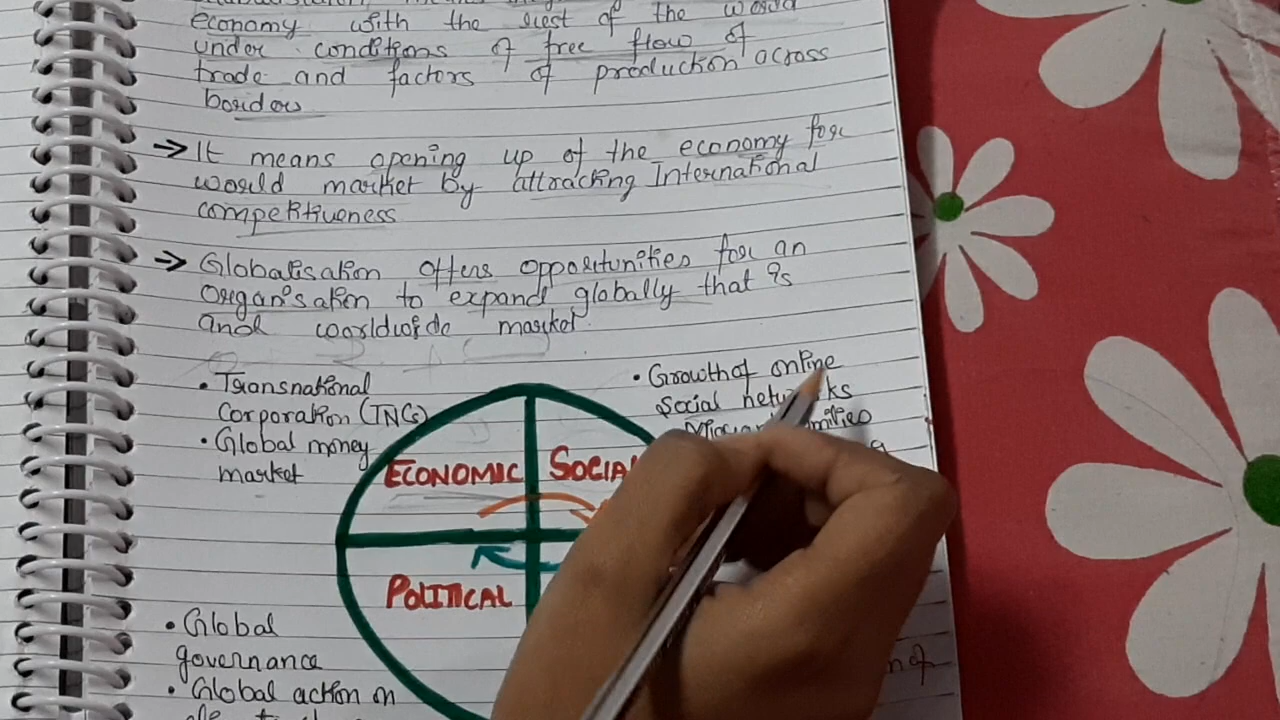 economy with the rest of the world
under conditions of free flow of
trade and factors of production across
borders
→ It means opening up of the economy for
world market by attracting International
competitiveness
→ Globalisation offers opportunities for an
Organisation to expand globally that is
and worldwide market.
• Transnational
Corporation (TNCs)
• Global money
market
• Growth of online
Social networks
ECONOMIC
SOCIAL
POLITICAL
• Global
governance
• Global action on
of